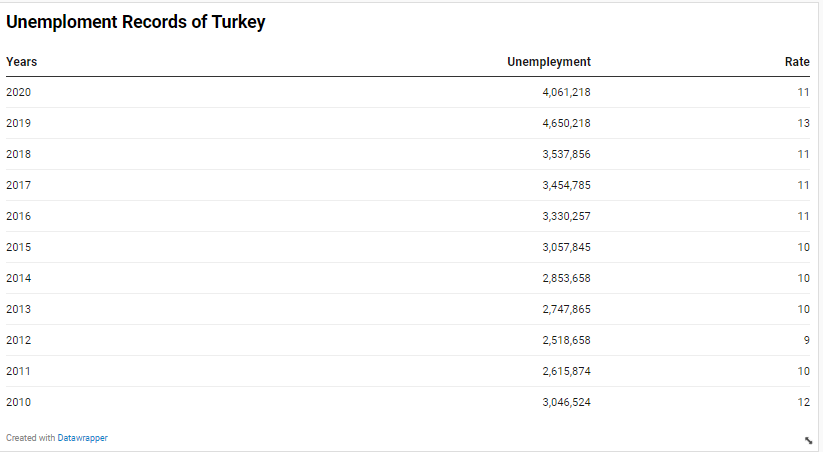 Unemploment Records of Turkey
Years Unempleyment Rate
2020 4,061,218 11
2019 4,650,218 13
2018 3,537,856 11
2017 3,454,785 11
2016 3,330,257 11
2015 3,057,845 10
2014 2,853,658 10
2013 2,747,865 10
2012 2,518,658 9
2011 2,615,874 10
2010 3,046,524 12
Created with Datawrapper